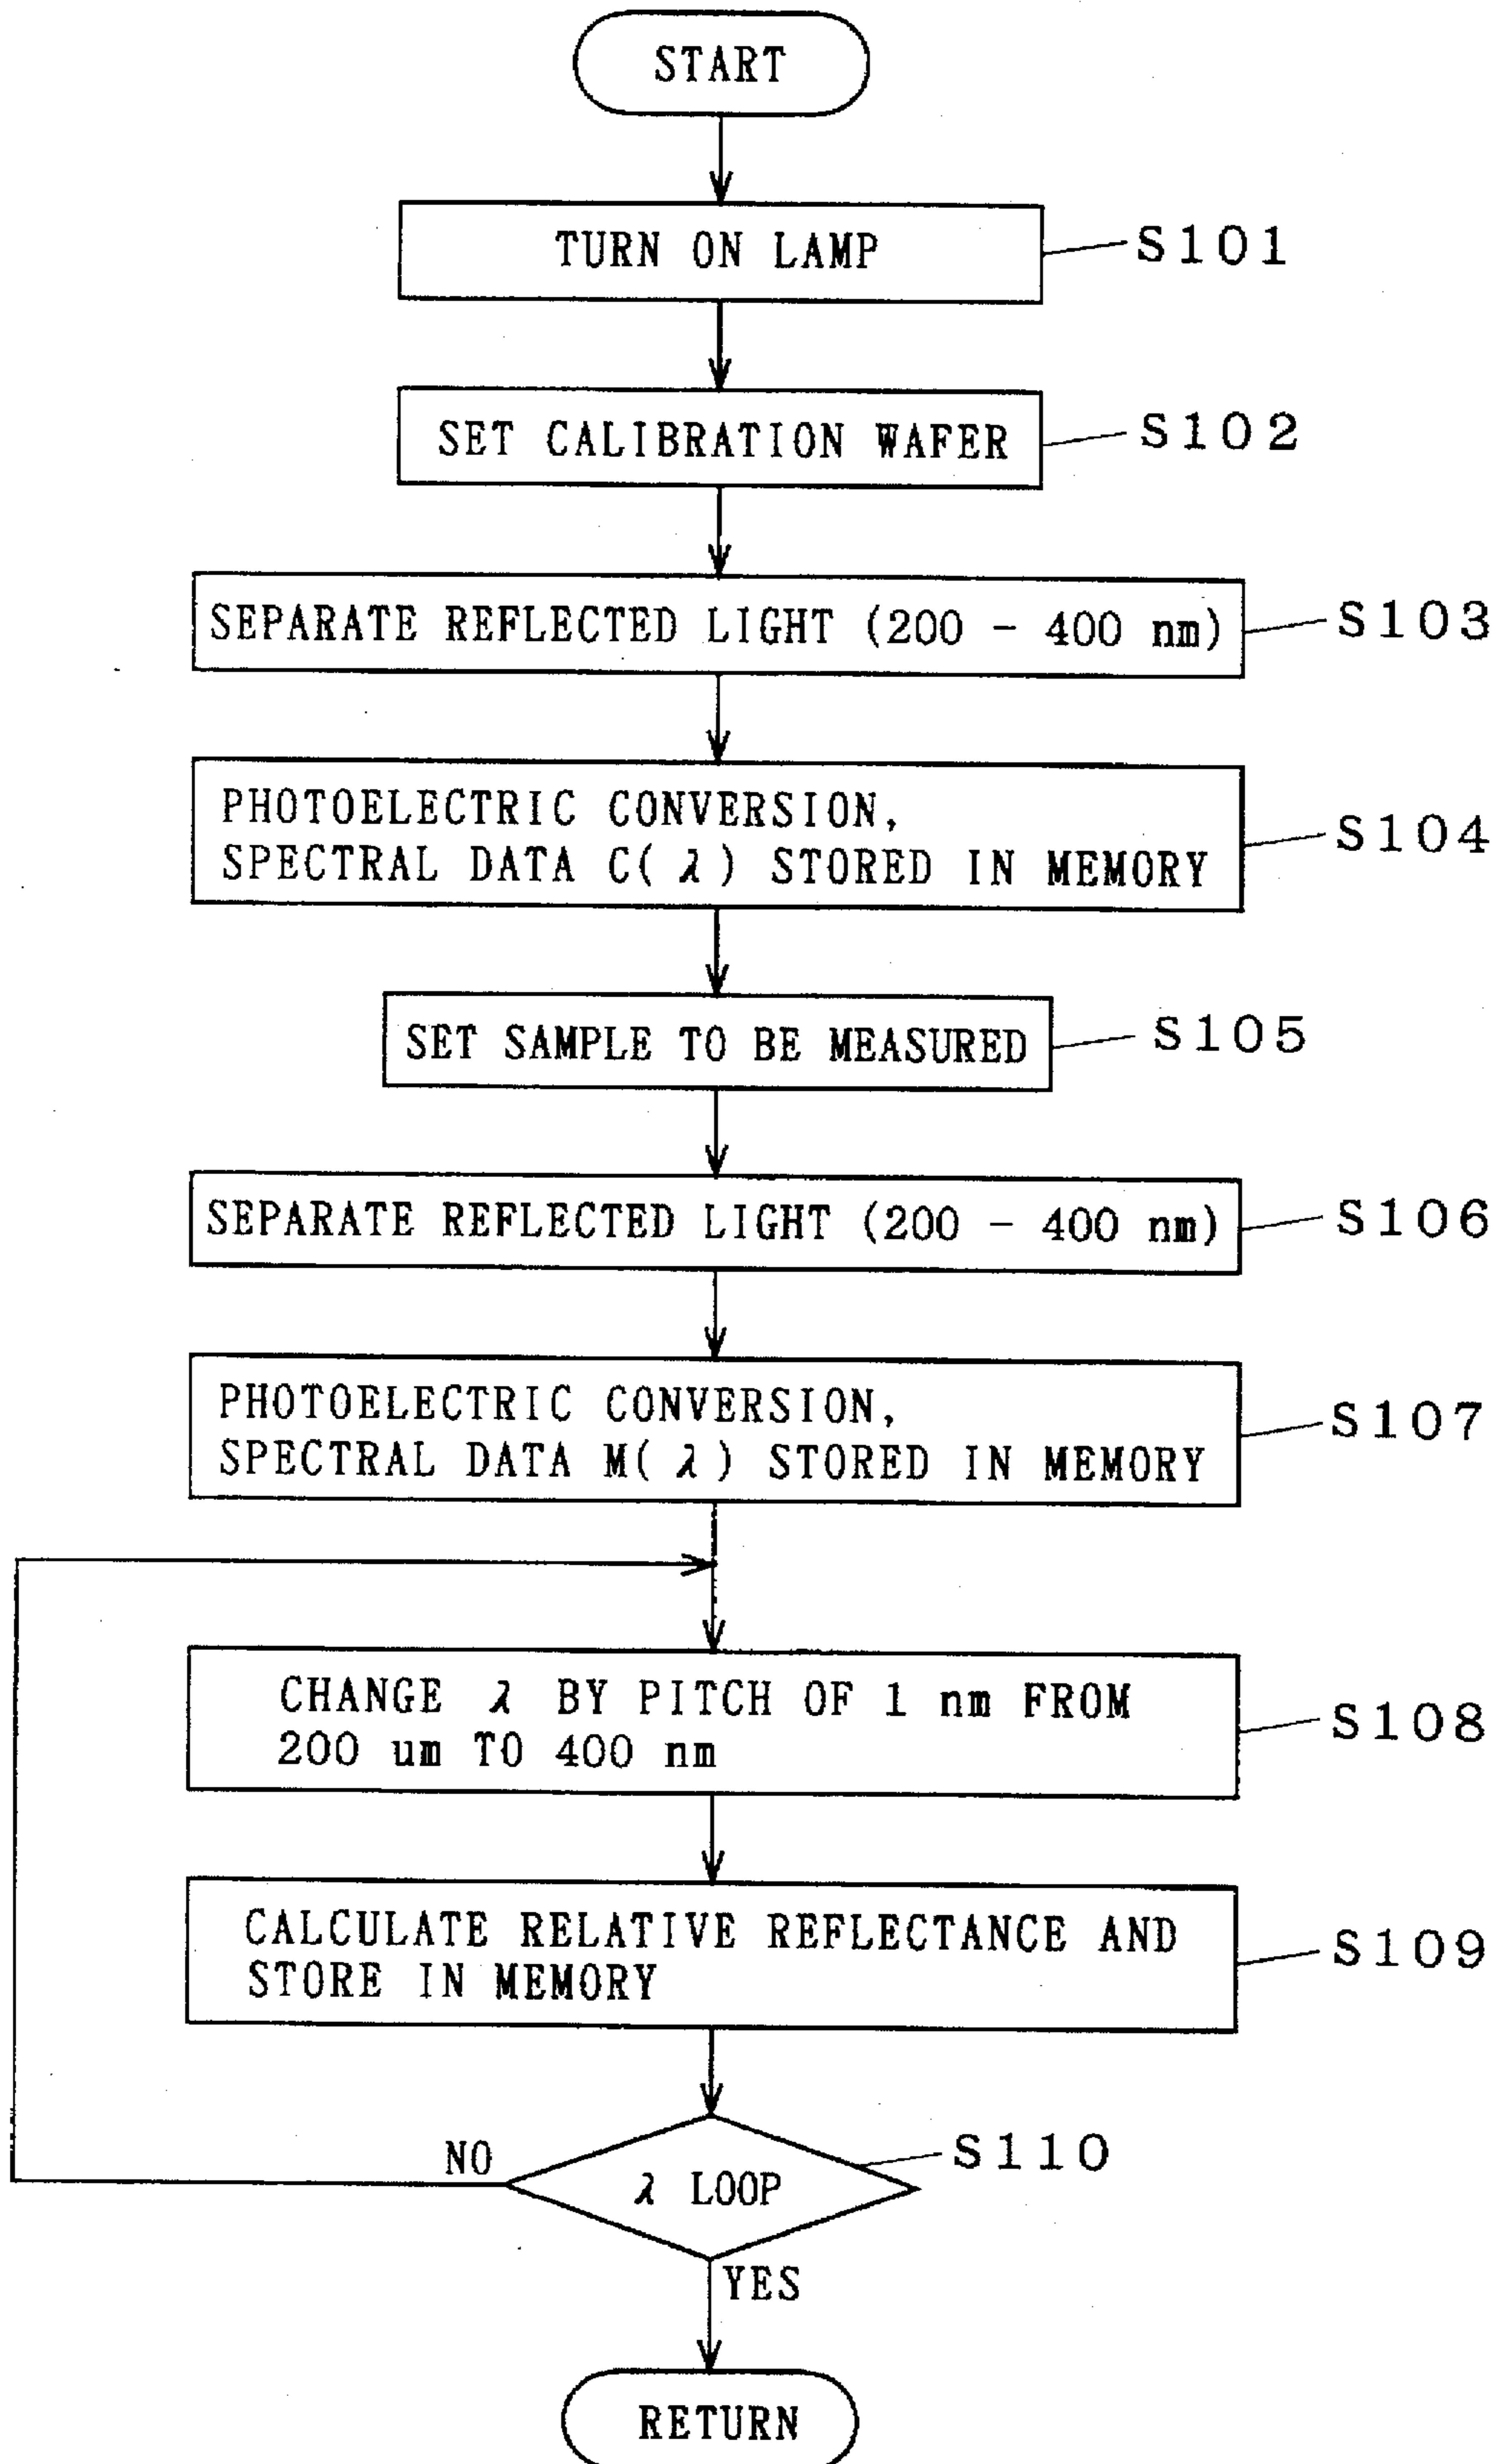 START
TURN ON LAMP
S101
SET CALIBRATION WAFER
S102
SEPARATE REFLECTED LIGHT (200 - 400 nm)
S103
PHOTOELECTRIC CONVERSION,
SPECTRAL DATA C( λ ) STORED IN MEMORY
S104
SET SAMPLE TO BE MEASURED
S105
SEPARATE REFLECTED LIGHT (200 - 400 nm)
S106
PHOTOELECTRIC CONVERSION,
SPECTRAL DATA M( λ ) STORED IN MEMORY
S107
CHANGE λ BY PITCH OF 1 nm FROM
200 um TO 400 nm
S108
CALCULATE RELATIVE REFLECTANCE AND
STORE IN MEMORY
S109
λ LOOP
S110
NO
YES
RETURN